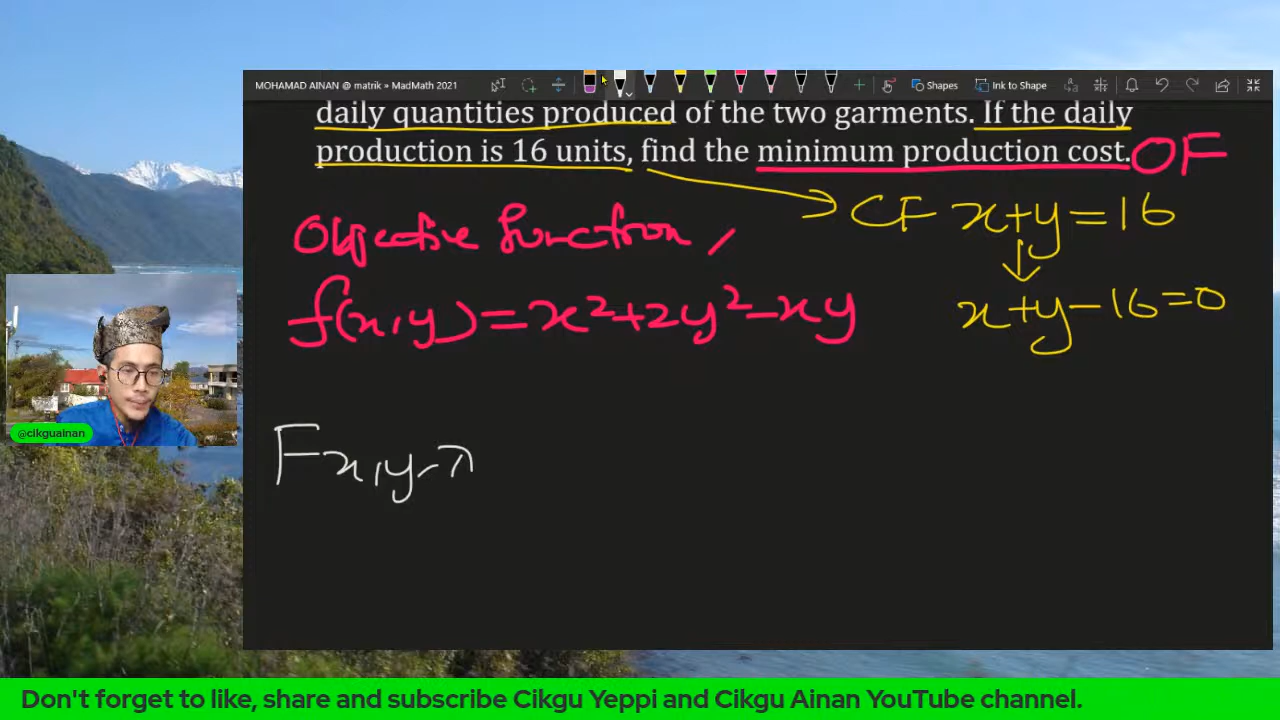 MOHAMAD AINAN @ matrik » MadMath 2021
Shapes
Ink to Shape
daily quantities produced of the two garments. If the daily
production is 16 units, find the minimum production cost. OF
CF x+y=16
Objective function,
x+y-16=0
f(x,y)=x²+2y²-xy
@cikguainan
F x,y,λ
Don't forget to like, share and subscribe Cikgu Yeppi and Cikgu Ainan YouTube channel.